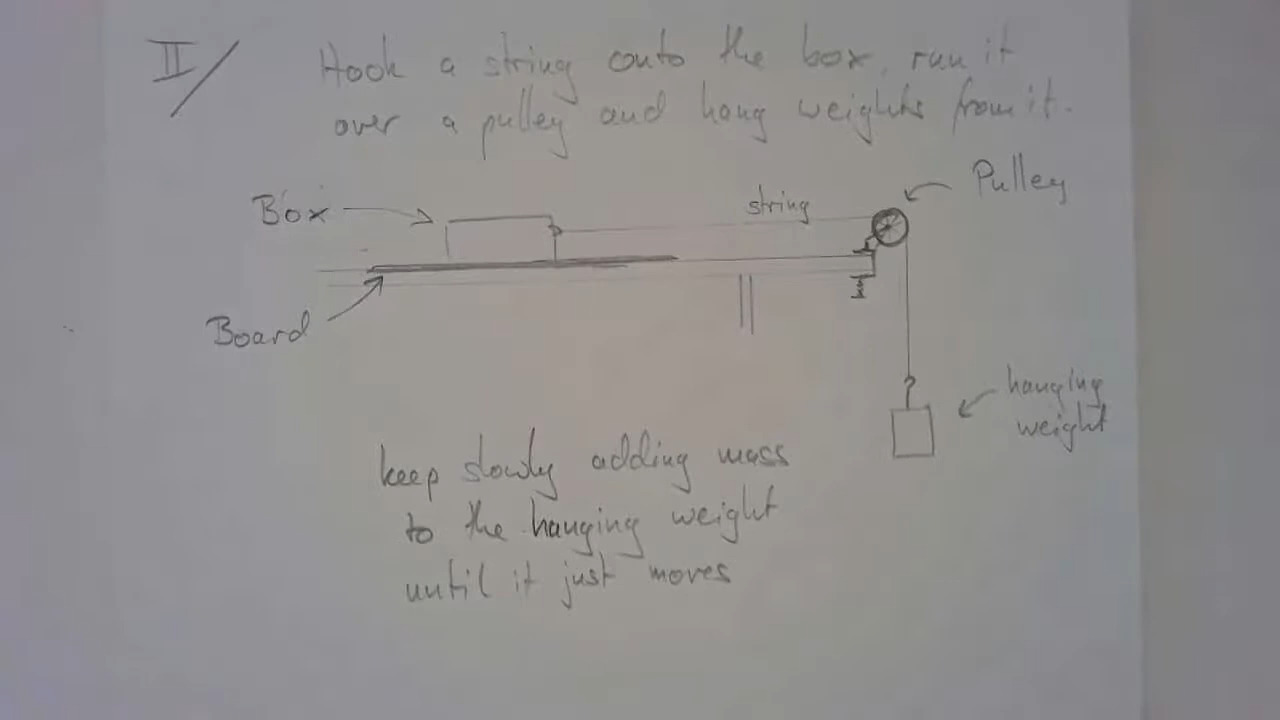 II/ Hook a string onto the box, run it
over a pulley and hang weights from it.
Pulley
string
Box
Board
hanging
weight
keep slowly adding mass
to the hanging weight
until it just moves